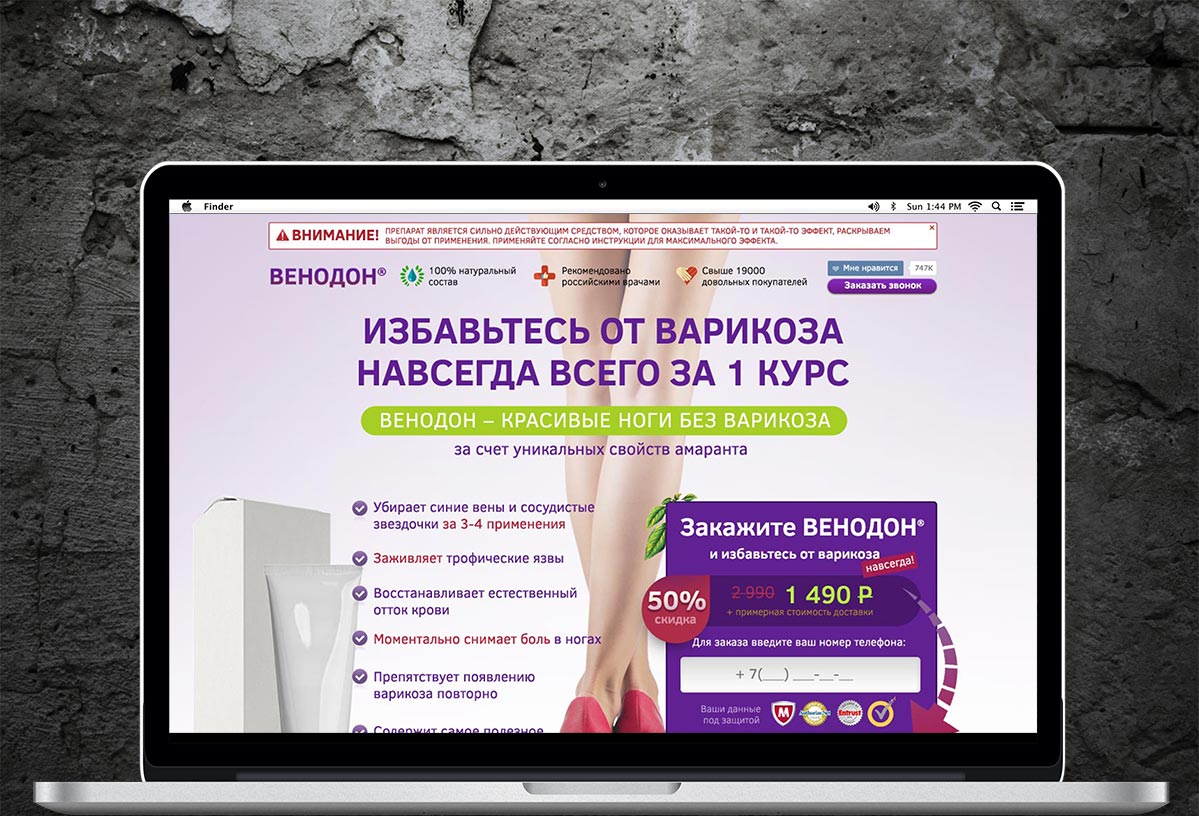 Finder
Sun 1:44 PM
ВНИМАНИЕ!
ПРЕПАРАТ ЯВЛЯЕТСЯ СИЛЬНО ДЕЙСТВУЮЩИМ СРЕДСТВОМ, КОТОРОЕ ОКАЗЫВАЕТ ТАКОЙ-ТО И ТАКОЙ-ТО ЭФФЕКТ, РАСКРЫВАЕМ
ВЫГОДЫ ОТ ПРИМЕНЕНИЯ. ПРИМЕНЯЙТЕ СОГЛАСНО ИНСТРУКЦИИ ДЛЯ МАКСИМАЛЬНОГО ЭФФЕКТА.
ВЕНОДОН®
100% натуральный
состав
Рекомендовано
российскими врачами
Свыше 19000
довольных покупателей
Мне нравится
747K
Заказать звонок
ИЗБАВЬТЕСЬ ОТ ВАРИКОЗА
НАВСЕГДА ВСЕГО ЗА 1 КУРС
ВЕНОДОН – КРАСИВЫЕ НОГИ БЕЗ ВАРИКОЗА
за счет уникальных свойств амаранта
Убирает синие вены и сосудистые
звездочки за 3-4 применения
Заживляет трофические язвы
Восстанавливает естественный
отток крови
Моментально снимает боль в ногах
Препятствует появлению
варикоза повторно
Содержит самое полезное
Закажите ВЕНОДОН®
и избавьтесь от варикоза
навсегда!
50%
скидка
2 990 1 490 ₽
+ примерная стоимость доставки
Для заказа введите ваш номер телефона:
+ 7(___) ___-__-__
Ваши данные
под защитой
M
Entrust